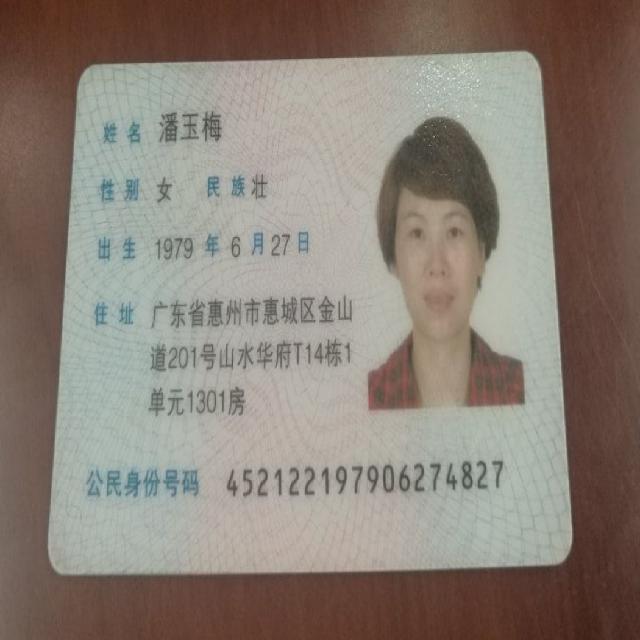 姓名 潘玉梅
性别 女 民族 壮
出生 1979 年 6 月 27 日
住址 广东省惠州市惠城区金山
道201号山水华府T14栋1
单元1301房
公民身份号码 452122197906274827